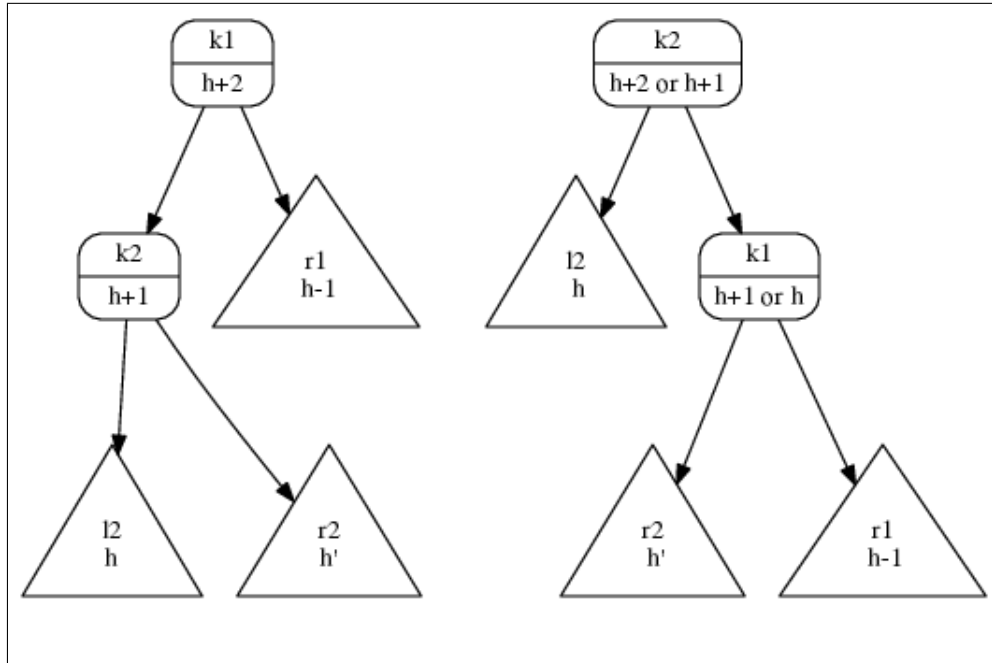 k1
h+2
k2
h+1
r1
h-1
l2
h
r2
h'
k2
h+2 or h+1
l2
h
k1
h+1 or h
r2
h'
r1
h-1